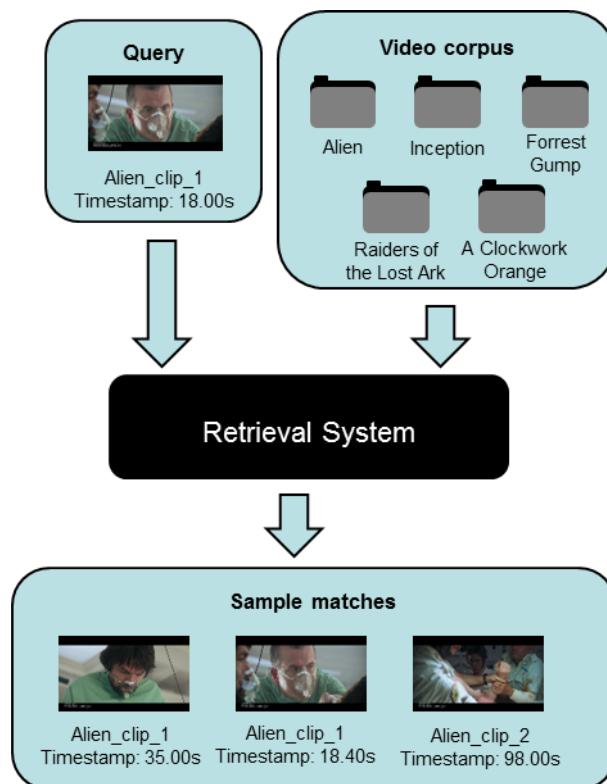 Query
Alien_clip_1
Timestamp: 18.00s
Video corpus
Alien
Inception
Forrest
Gump
Raiders of
the Lost Ark
A Clockwork
Orange
Retrieval System
Sample matches
Alien_clip_1
Timestamp: 35.00s
Alien_clip_1
Timestamp: 18.40s
Alien_clip_2
Timestamp: 98.00s